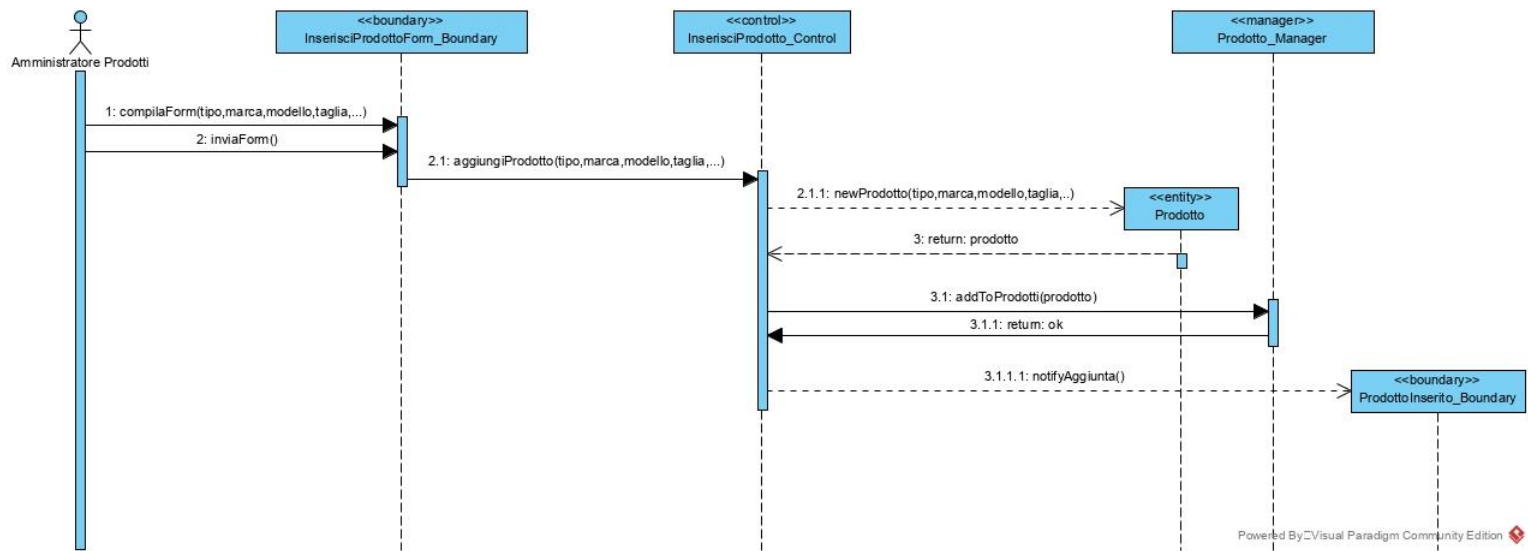 <<boundary>>
InserisciProdottoForm_Boundary
<<control>>
InserisciProdotto_Control
<<manager>>
Prodotto_Manager
Amministratore Prodotti
1: compilaForm(tipo,marca,modello,taglia,...)
2: inviaForm()
2.1: aggiungiProdotto(tipo,marca,modello,taglia,...)
2.1.1: newProdotto(tipo,marca,modello,taglia,..)
<<entity>>
Prodotto
3: return: prodotto
3.1: addToProdotti(prodotto)
3.1.1: return: ok
3.1.1.1: notifyAggiunta()
<<boundary>>
ProdottoInserito_Boundary
Powered By Visual Paradigm Community Edition